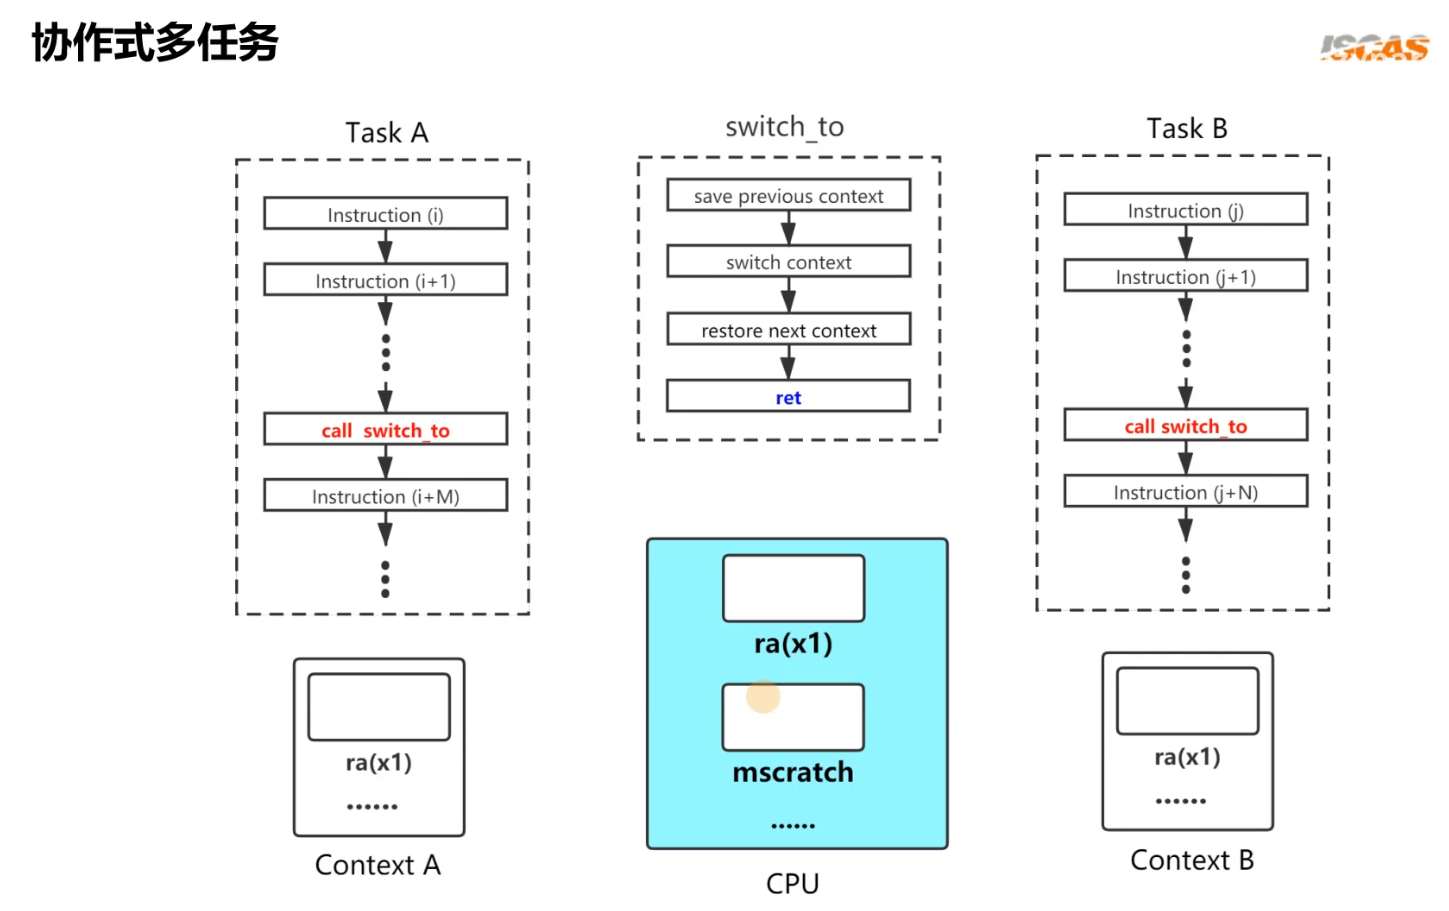 协作式多任务
ISCAS
Task A
Instruction (i)
Instruction (i+1)
call switch_to
Instruction (i+M)
switch_to
save previous context
switch context
restore next context
ret
Task B
Instruction (j)
Instruction (j+1)
call switch_to
Instruction (j+N)
ra(x1)
......
Context A
ra(x1)
mscratch
......
CPU
ra(x1)
......
Context B